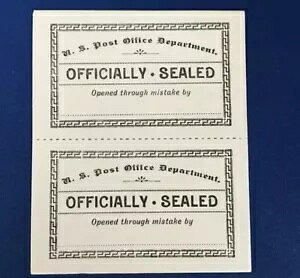 U. S. Post Office Department.
OFFICIALLY • SEALED
Opened through mistake by
U. S. Post Office Department.
OFFICIALLY • SEALED
Opened through mistake by